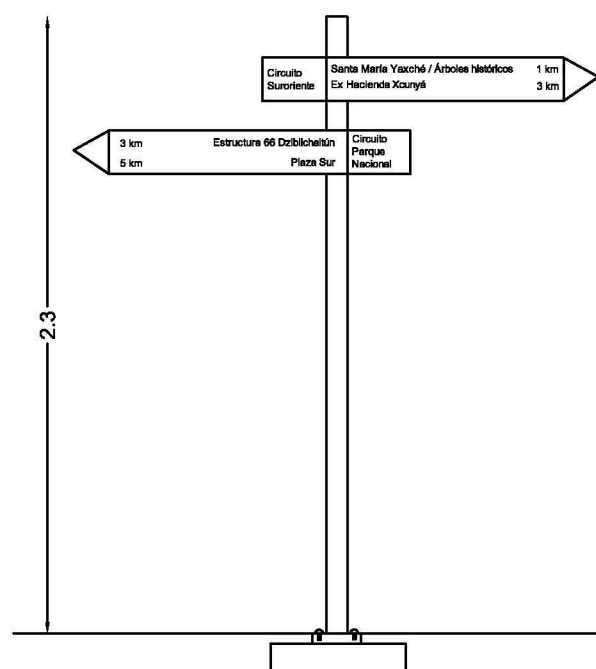 Circuito
Suroriente
Santa María Yaxché / Árboles históricos 1 km
Ex Hacienda Xcunyá 3 km
3 km Estructura 66 Dzibilchaltún
5 km Plaza Sur
Circuito
Parque
Nacional
2.3